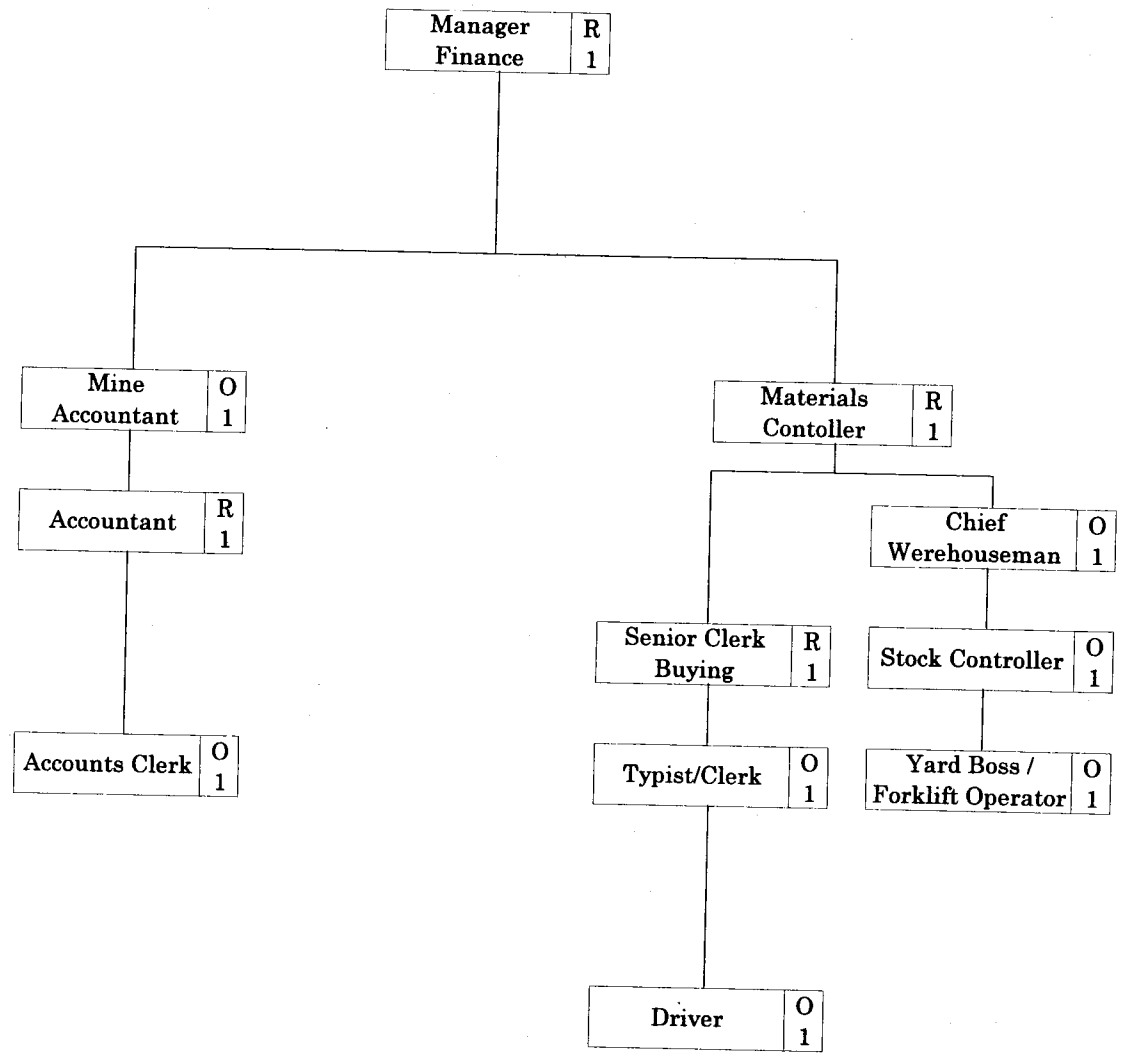 Manager
Finance
R
1
Mine
Accountant
O
1
Materials
Contoller
R
1
Accountant
R
1
Chief
Werehouseman
O
1
Senior Clerk
Buying
R
1
Stock Controller
O
1
Accounts Clerk
O
1
Typist/Clerk
O
1
Yard Boss /
Forklift Operator
O
1
Driver
O
1